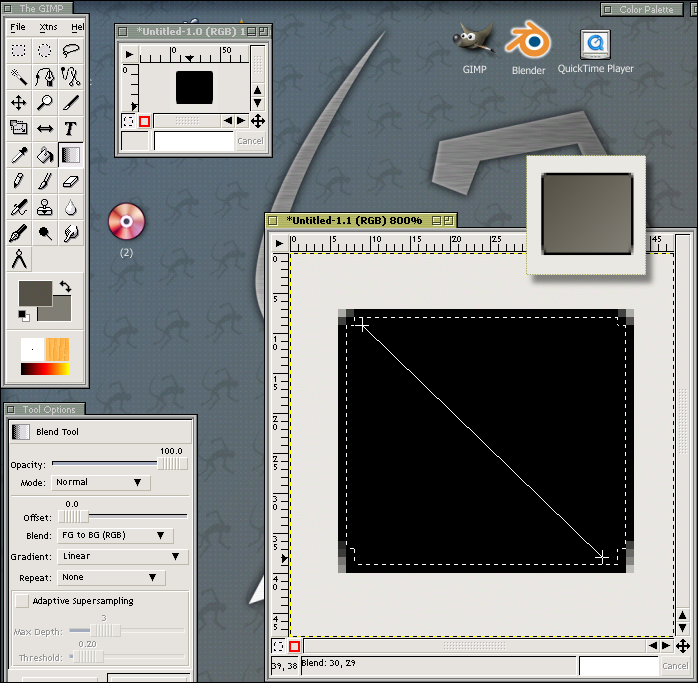 The GIMP
File Xtns Hel
*Untitled-1.0 (RGB) 1
0 50
0
Cancel
Color Palette
GIMP
Blender
QuickTime Player
(2)
*Untitled-1.1 (RGB) 800%
0 5 10 15 20 25 45
0
5
10
15
20
25
30
35
40
45
39, 38
Blend: 30, 29
Cancel
Tool Options
Blend Tool
100.0
Opacity:
Mode: Normal
0.0
Offset:
Blend: FG to BG (RGB)
Gradient: Linear
Repeat: None
Adaptive Supersampling
3
Max Depth:
0.20
Threshold: